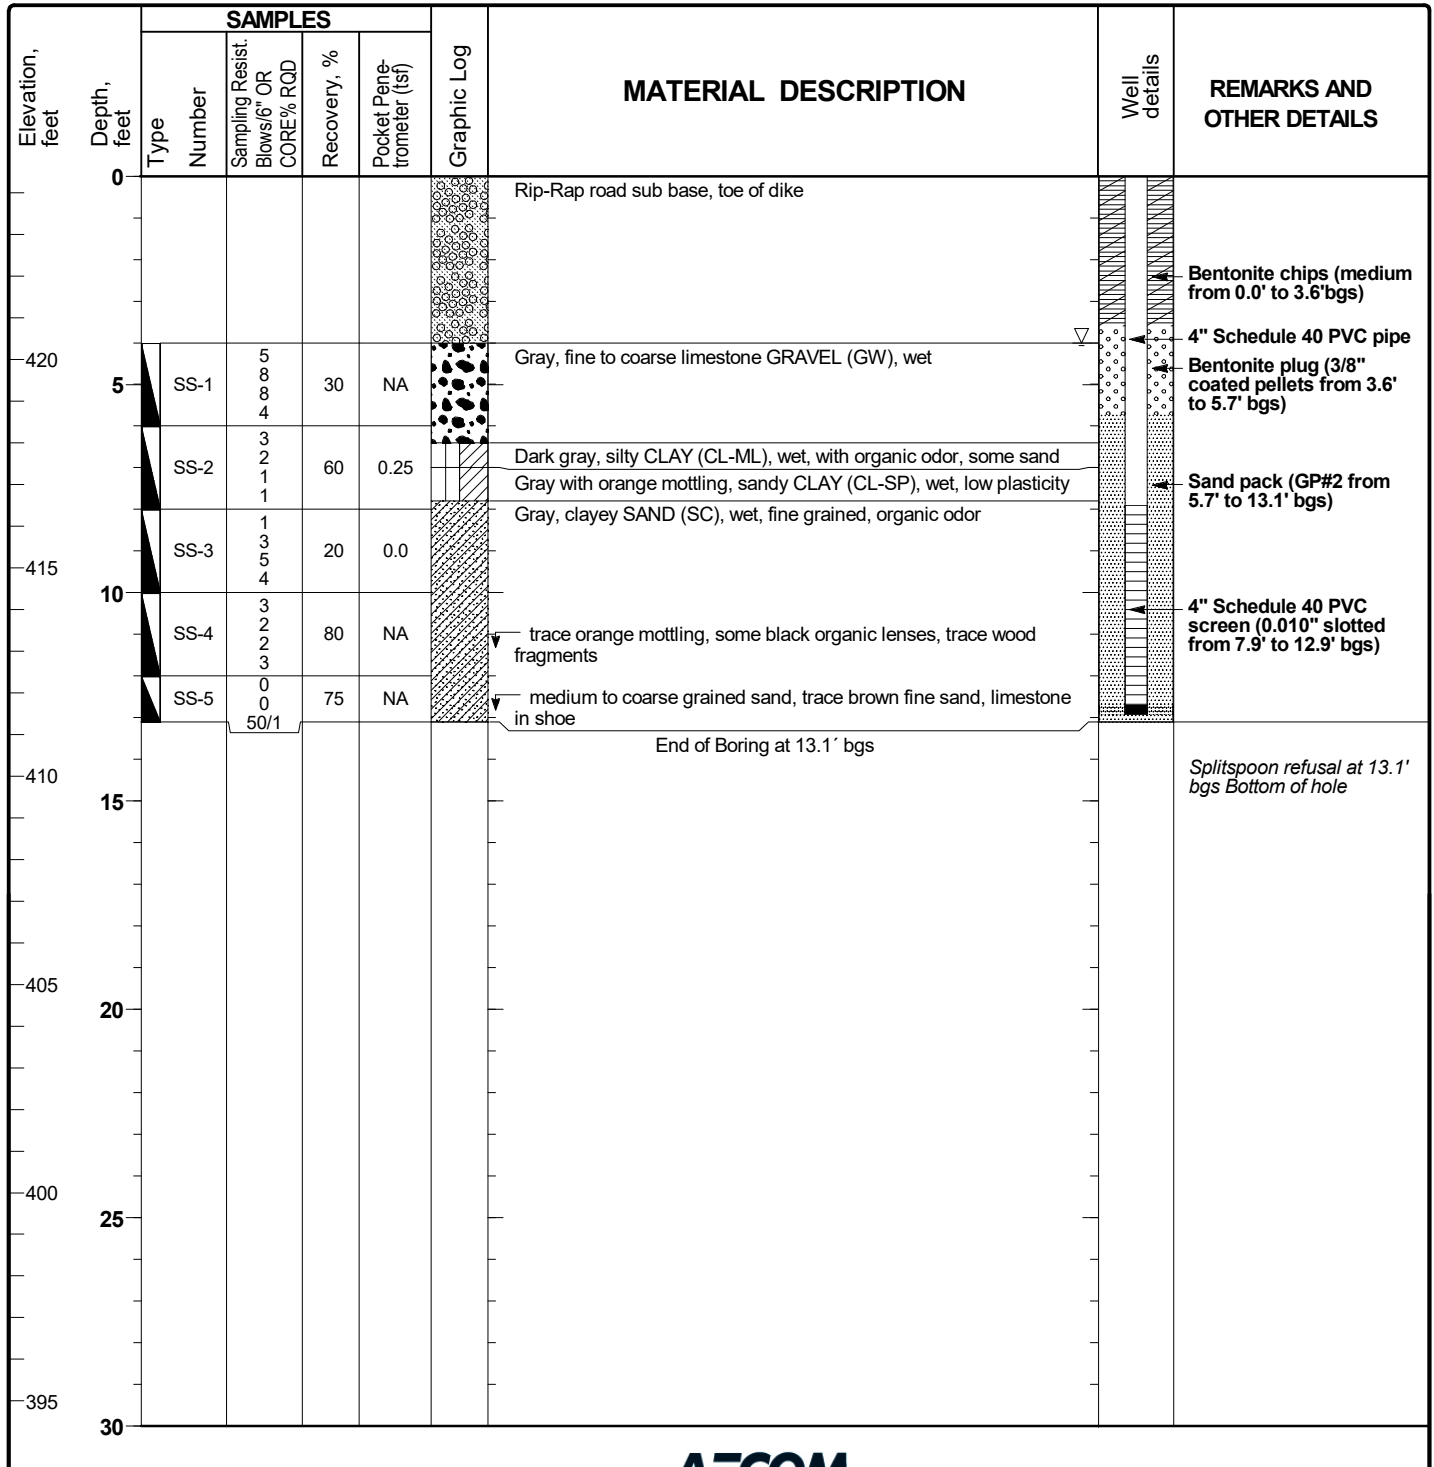 SAMPLES
Elevation,
feet
Depth,
feet
Type
Number
Sampling Resist.
Blows/6" OR
CORE% RQD
Recovery, %
Pocket Pene-
trometer (tsf)
Graphic Log
MATERIAL DESCRIPTION
Well
details
REMARKS AND
OTHER DETAILS
0
Rip-Rap road sub base, toe of dike
Bentonite chips (medium
from 0.0' to 3.6'bgs)
4" Schedule 40 PVC pipe
420
5
SS-1
5
8
8
4
30
NA
Gray, fine to coarse limestone GRAVEL (GW), wet
Bentonite plug (3/8"
coated pellets from 3.6'
to 5.7' bgs)
SS-2
3
2
1
1
60
0.25
Dark gray, silty CLAY (CL-ML), wet, with organic odor, some sand
Gray with orange mottling, sandy CLAY (CL-SP), wet, low plasticity
Sand pack (GP#2 from
5.7' to 13.1' bgs)
Gray, clayey SAND (SC), wet, fine grained, organic odor
SS-3
1
3
5
4
20
0.0
415
10
SS-4
3
2
2
3
80
NA
trace orange mottling, some black organic lenses, trace wood
fragments
4" Schedule 40 PVC
screen (0.010" slotted
from 7.9' to 12.9' bgs)
SS-5
0
0
50/1
75
NA
medium to coarse grained sand, trace brown fine sand, limestone
in shoe
End of Boring at 13.1´ bgs
Splitspoon refusal at 13.1'
bgs Bottom of hole
410
15
405
20
400
25
395
30
AECOM